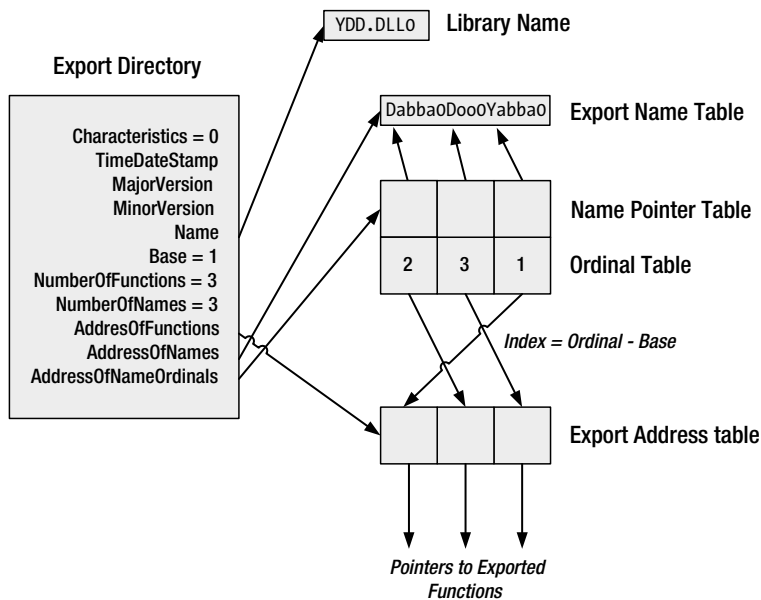 YDD.DLL0
Library Name
Export Directory
Characteristics = 0
TimeDateStamp
MajorVersion
MinorVersion
Name
Base = 1
NumberOfFunctions = 3
NumberOfNames = 3
AddresOfFunctions
AddressOfNames
AddressOfNameOrdinals
Dabba0Doo0Yabba0
Export Name Table
Name Pointer Table
2 3 1
Ordinal Table
Index = Ordinal - Base
Export Address table
Pointers to Exported
Functions